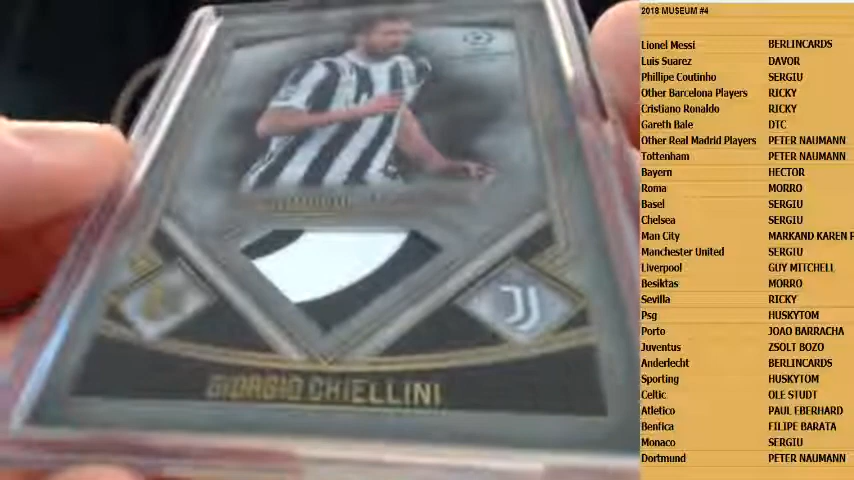 GIORGIO CHIELLINI
2018 MUSEUM #4
Lionel Messi BERLINCARDS
Luis Suarez DAVOR
Phillipe Coutinho SERGIU
Other Barcelona Players RICKY
Cristiano Ronaldo RICKY
Gareth Bale DTC
Other Real Madrid Players PETER NAUMANN
Tottenham PETER NAUMANN
Bayern HECTOR
Roma MORRO
Basel SERGIU
Chelsea SERGIU
Man City MARKAND KAREN
Manchester United SERGIU
Liverpool GUY MITCHELL
Besiktas MORRO
Sevilla RICKY
Psg HUSKYTOM
Porto JOAO BARRACHA
Juventus ZSOLT BOZO
Anderlecht BERLINCARDS
Sporting HUSKYTOM
Celtic OLE STUDT
Atletico PAUL EBERHARD
Benfica FILIPE BARATA
Monaco SERGIU
Dortmund PETER NAUMANN